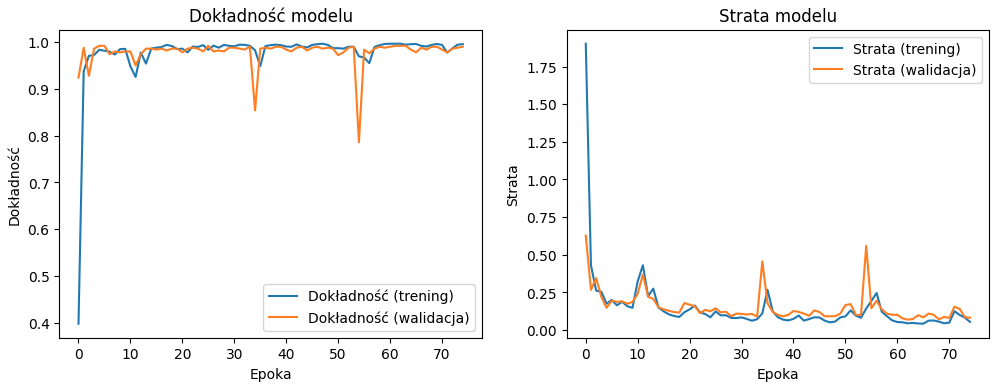 Dokładność modelu
Dokładność
1.0
0.9
0.8
0.7
0.6
0.5
0.4
Dokładność (trening)
Dokładność (walidacja)
0 10 20 30 40 50 60 70
Epoka
Strata modelu
Strata
1.75
1.50
1.25
1.00
0.75
0.50
0.25
0.00
Strata (trening)
Strata (walidacja)
0 10 20 30 40 50 60 70
Epoka